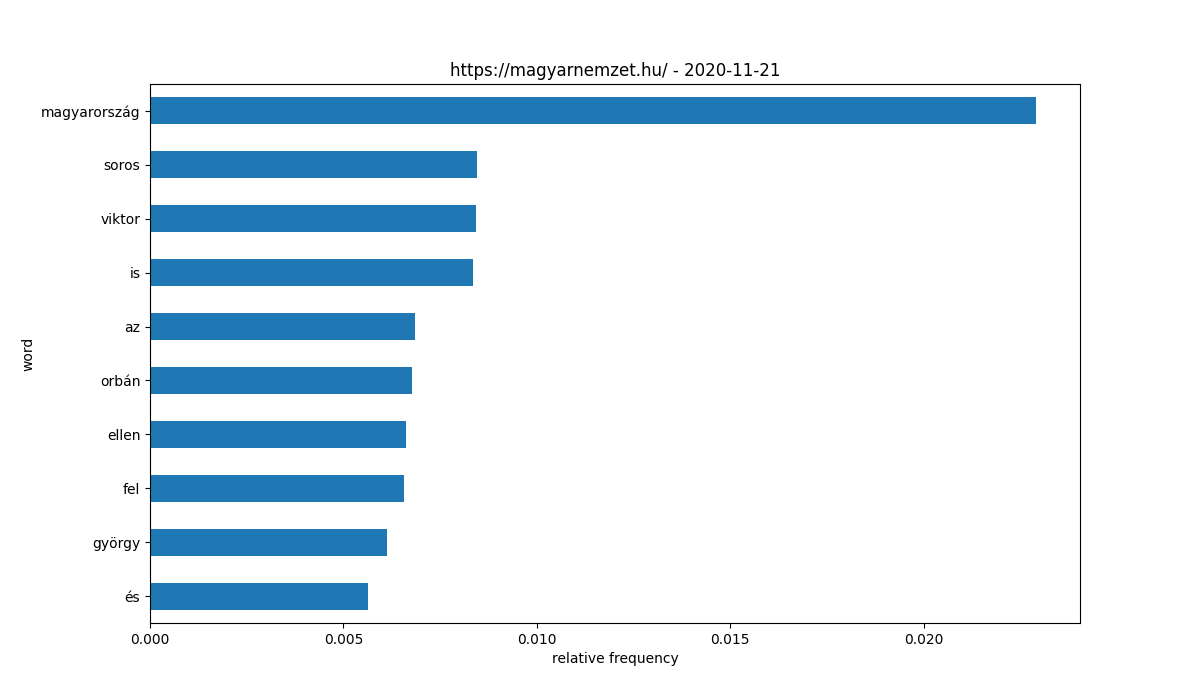 https://magyarnemzet.hu/ - 2020-11-21
word
magyarország
soros
viktor
is
az
orbán
ellen
fel
györgy
és
0.000 0.005 0.010 0.015 0.020
relative frequency